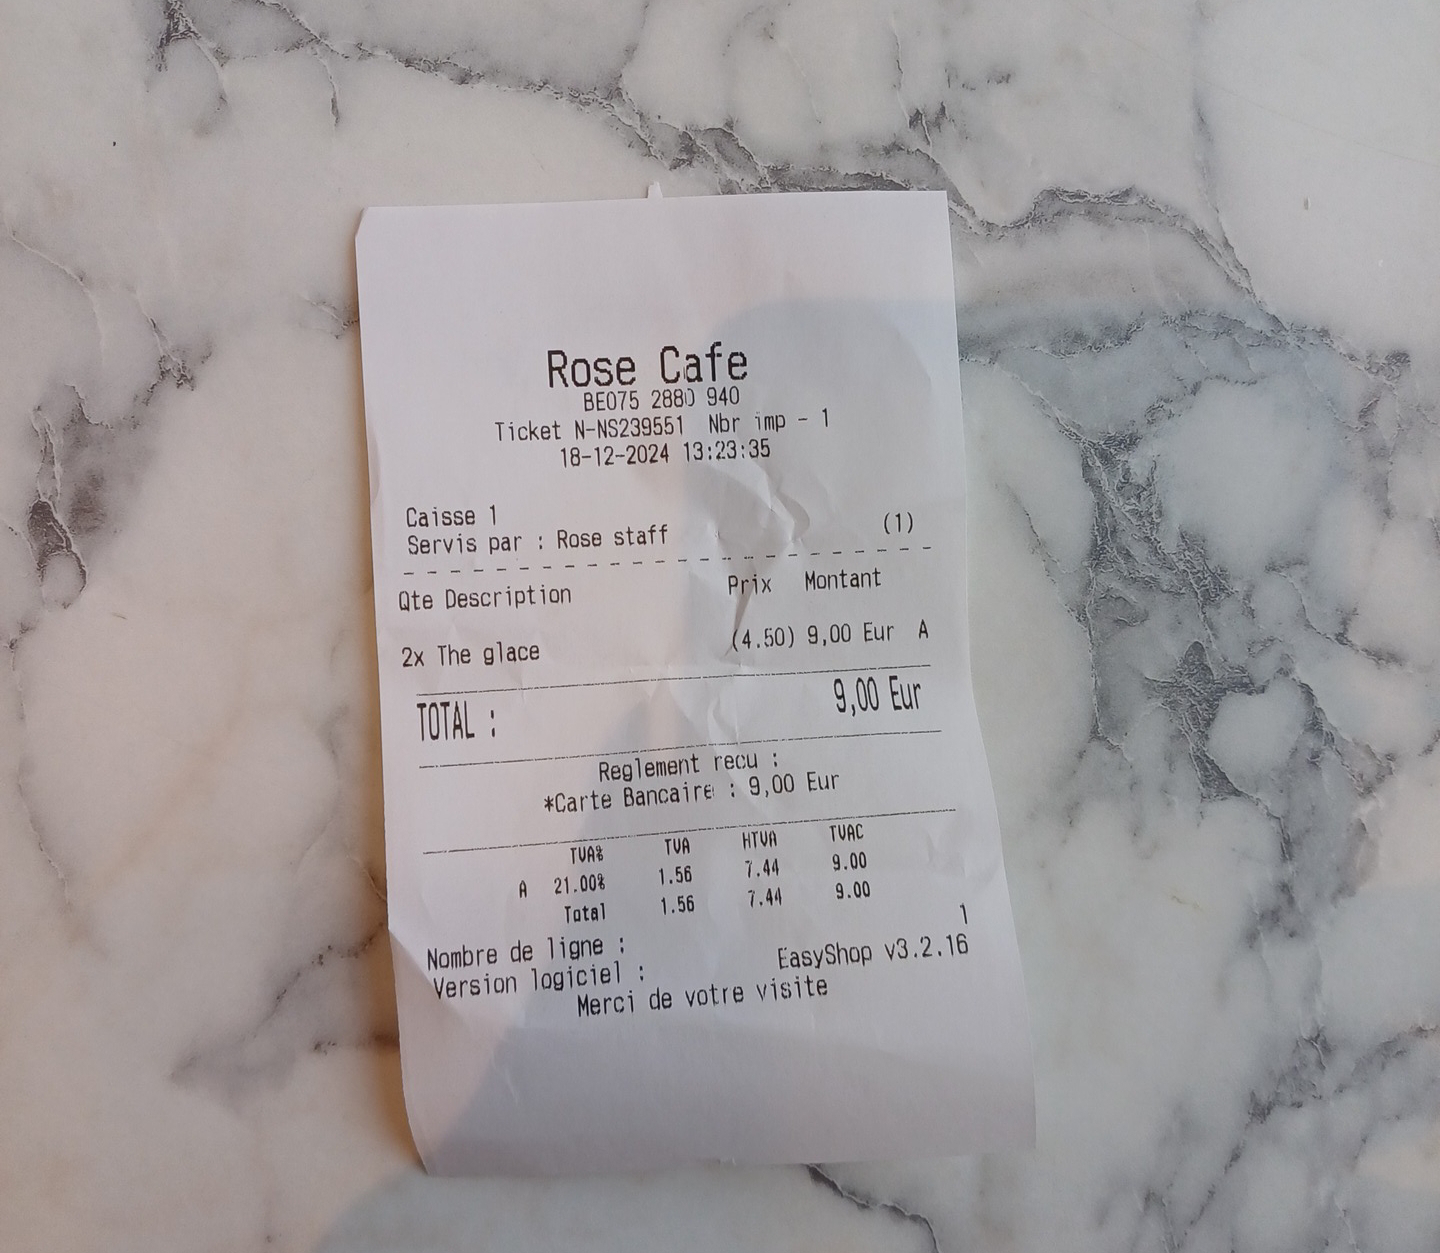 Rose Cafe
BE075 2880 940
Ticket N-NS239551 Nbr imp - 1
18-12-2024 13:23:35
Caisse 1
Servis par : Rose staff (1)
Qte Description Prix Montant
2x The glace (4.50) 9,00 Eur A
TOTAL : 9,00 Eur
Reglement recu :
*Carte Bancaire : 9,00 Eur
TVA% TVA HTVA TVAC
A 21.00% 1.56 7.44 9.00
Total 1.56 7.44 9.00
Nombre de ligne : 1
Version logiciel : EasyShop v3.2.16
Merci de votre visite